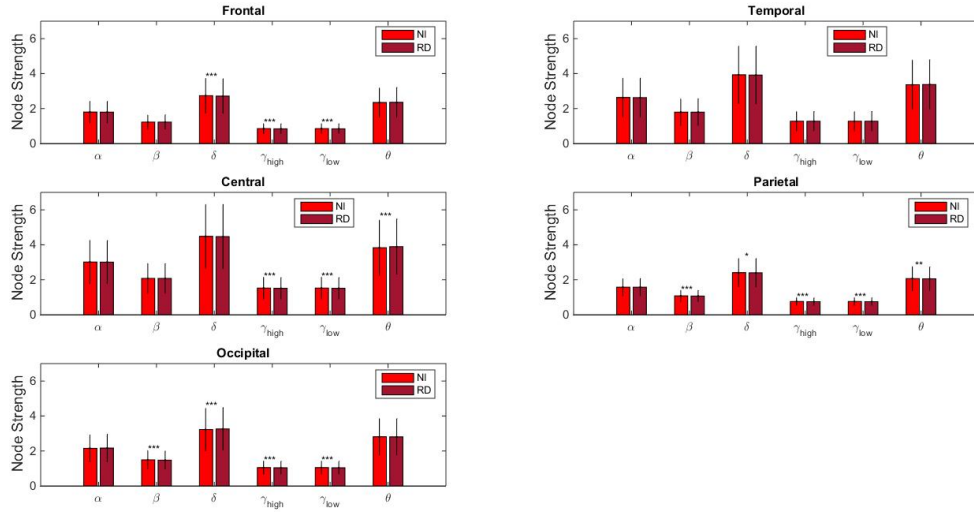 Frontal
Node Strength
6
4
2
0
***
***
***
NI
RD
α
β
δ
γhigh
γlow
θ
Temporal
Node Strength
6
4
2
0
NI
RD
α
β
δ
γhigh
γlow
θ
Central
Node Strength
6
4
2
0
***
***
***
NI
RD
α
β
δ
γhigh
γlow
θ
Parietal
Node Strength
6
4
2
0
***
*
***
***
**
NI
RD
α
β
δ
γhigh
γlow
θ
Occipital
Node Strength
6
4
2
0
***
***
***
***
NI
RD
α
β
δ
γhigh
γlow
θ